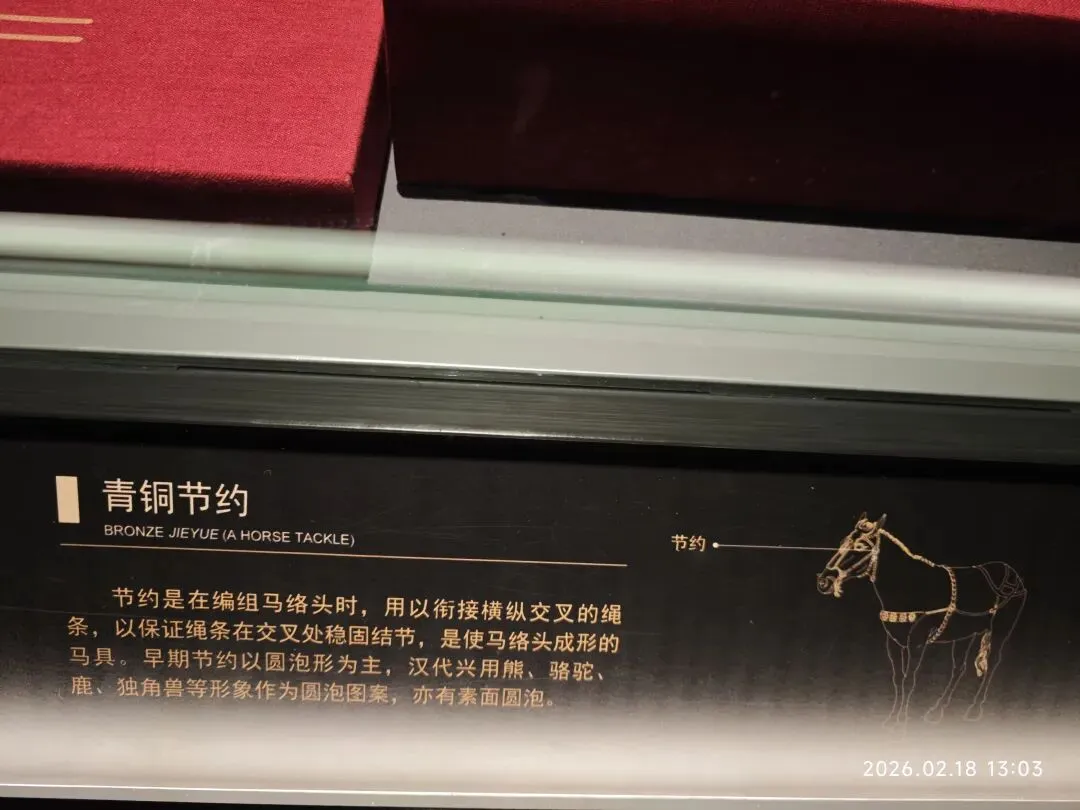 青铜节约
BRONZE JIEYUE (A HORSE TACKLE)
节约是在编组马络头时，用以衔接横纵交叉的绳
条，以保证绳条在交叉处稳固结节，是使马络头成形的
马具。早期节约以圆泡形为主，汉代兴用熊、骆驼、
鹿、独角兽等形象作为圆泡图案，亦有素面圆泡。
节约
2026.02.18 13:03